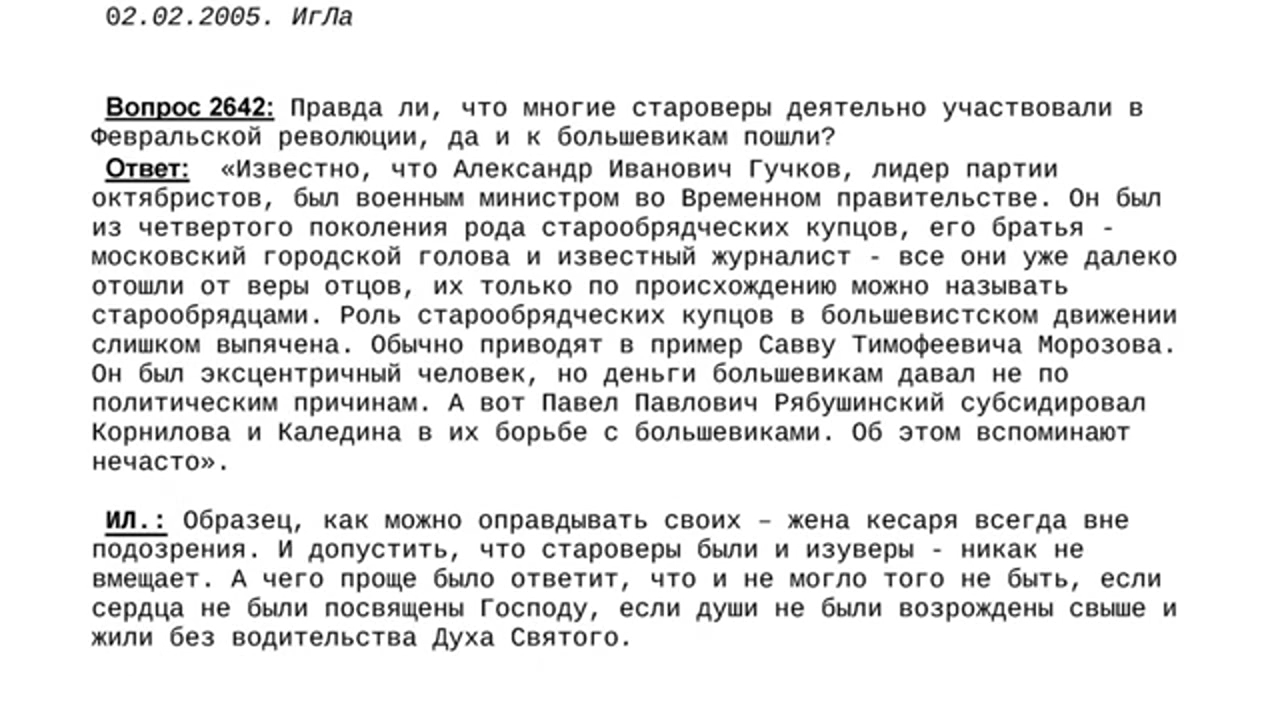 02.02.2005. ИгЛа
Вопрос 2642: Правда ли, что многие староверы деятельно участвовали в
Февральской революции, да и к большевикам пошли?
Ответ: «Известно, что Александр Иванович Гучков, лидер партии
октябристов, был военным министром во Временном правительстве. Он был
из четвертого поколения рода старообрядческих купцов, его братья -
московский городской голова и известный журналист - все они уже далеко
отошли от веры отцов, их только по происхождению можно называть
старообрядцами. Роль старообрядческих купцов в большевистском движении
слишком выпячена. Обычно приводят в пример Савву Тимофеевича Морозова.
Он был эксцентричный человек, но деньги большевикам давал не по
политическим причинам. А вот Павел Павлович Рябушинский субсидировал
Корнилова и Каледина в их борьбе с большевиками. Об этом вспоминают
нечасто».
ИЛ.: Образец, как можно оправдывать своих – жена кесаря всегда вне
подозрения. И допустить, что староверы были и изуверы - никак не
вмещает. А чего проще было ответит, что и не могло того не быть, если
сердца не были посвящены Господу, если души не были возрождены свыше и
жили без водительства Духа Святого.